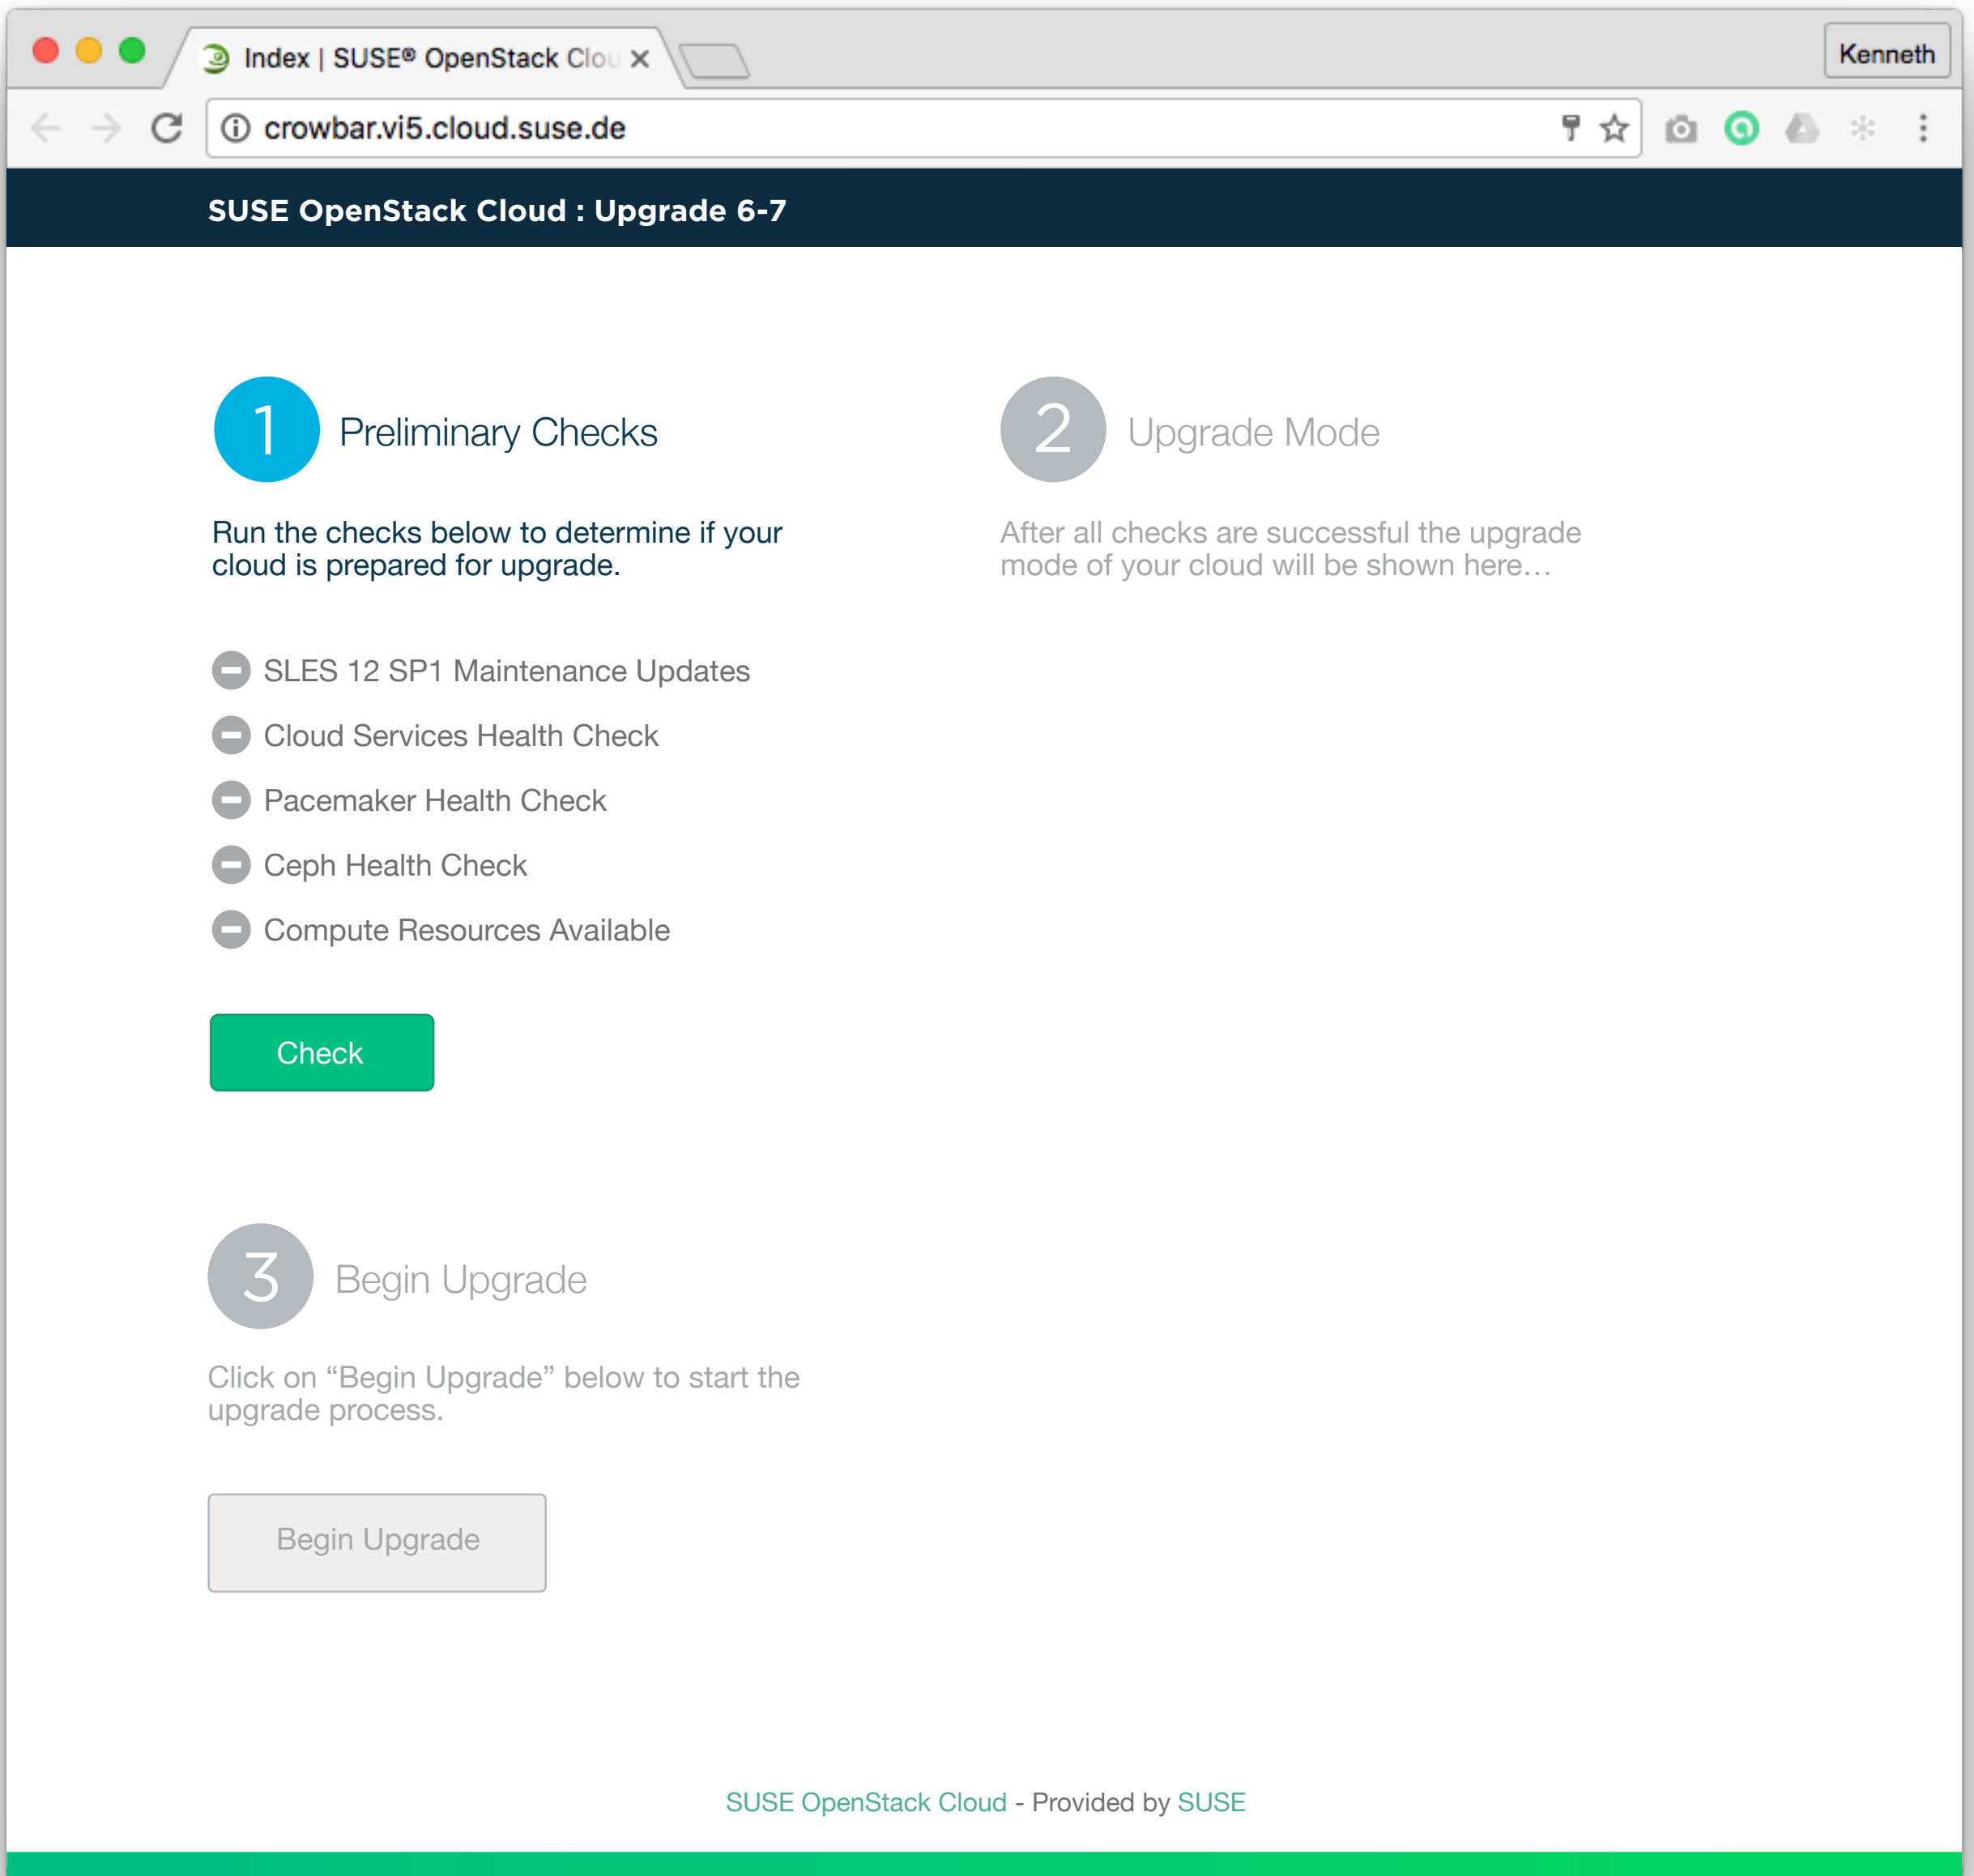 Index | SUSE® OpenStack Clou
Kenneth
crowbar.vi5.cloud.suse.de
SUSE OpenStack Cloud : Upgrade 6-7
1 Preliminary Checks
Run the checks below to determine if your
cloud is prepared for upgrade.
SLES 12 SP1 Maintenance Updates
Cloud Services Health Check
Pacemaker Health Check
Ceph Health Check
Compute Resources Available
Check
2 Upgrade Mode
After all checks are successful the upgrade
mode of your cloud will be shown here…
3 Begin Upgrade
Click on “Begin Upgrade” below to start the
upgrade process.
Begin Upgrade
SUSE OpenStack Cloud - Provided by SUSE